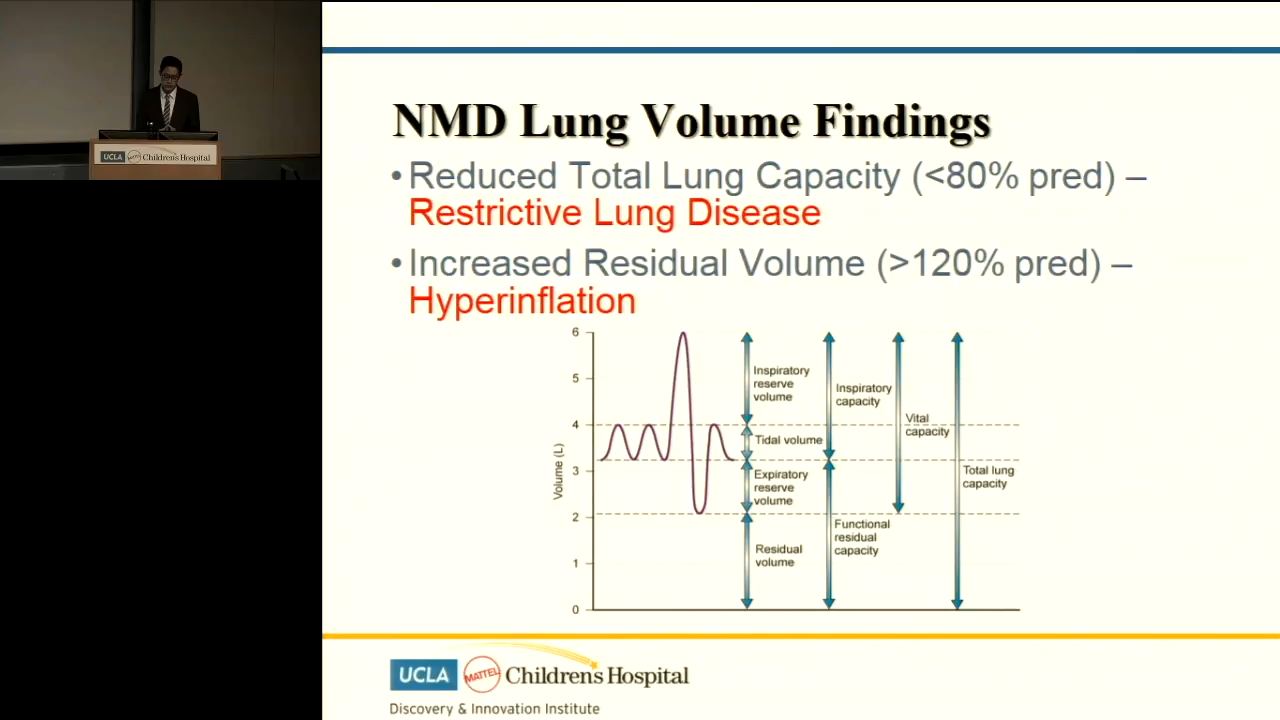 UCLA Mattel Children's Hospital
NMD Lung Volume Findings
• Reduced Total Lung Capacity (<80% pred) –
Restrictive Lung Disease
• Increased Residual Volume (>120% pred) –
Hyperinflation
Volume (L)
6
5
4
3
2
1
0
Inspiratory
reserve
volume
Tidal volume
Expiratory
reserve
volume
Residual
volume
Inspiratory
capacity
Functional
residual
capacity
Vital
capacity
Total lung
capacity
UCLA MATTEL Children's Hospital
Discovery & Innovation Institute